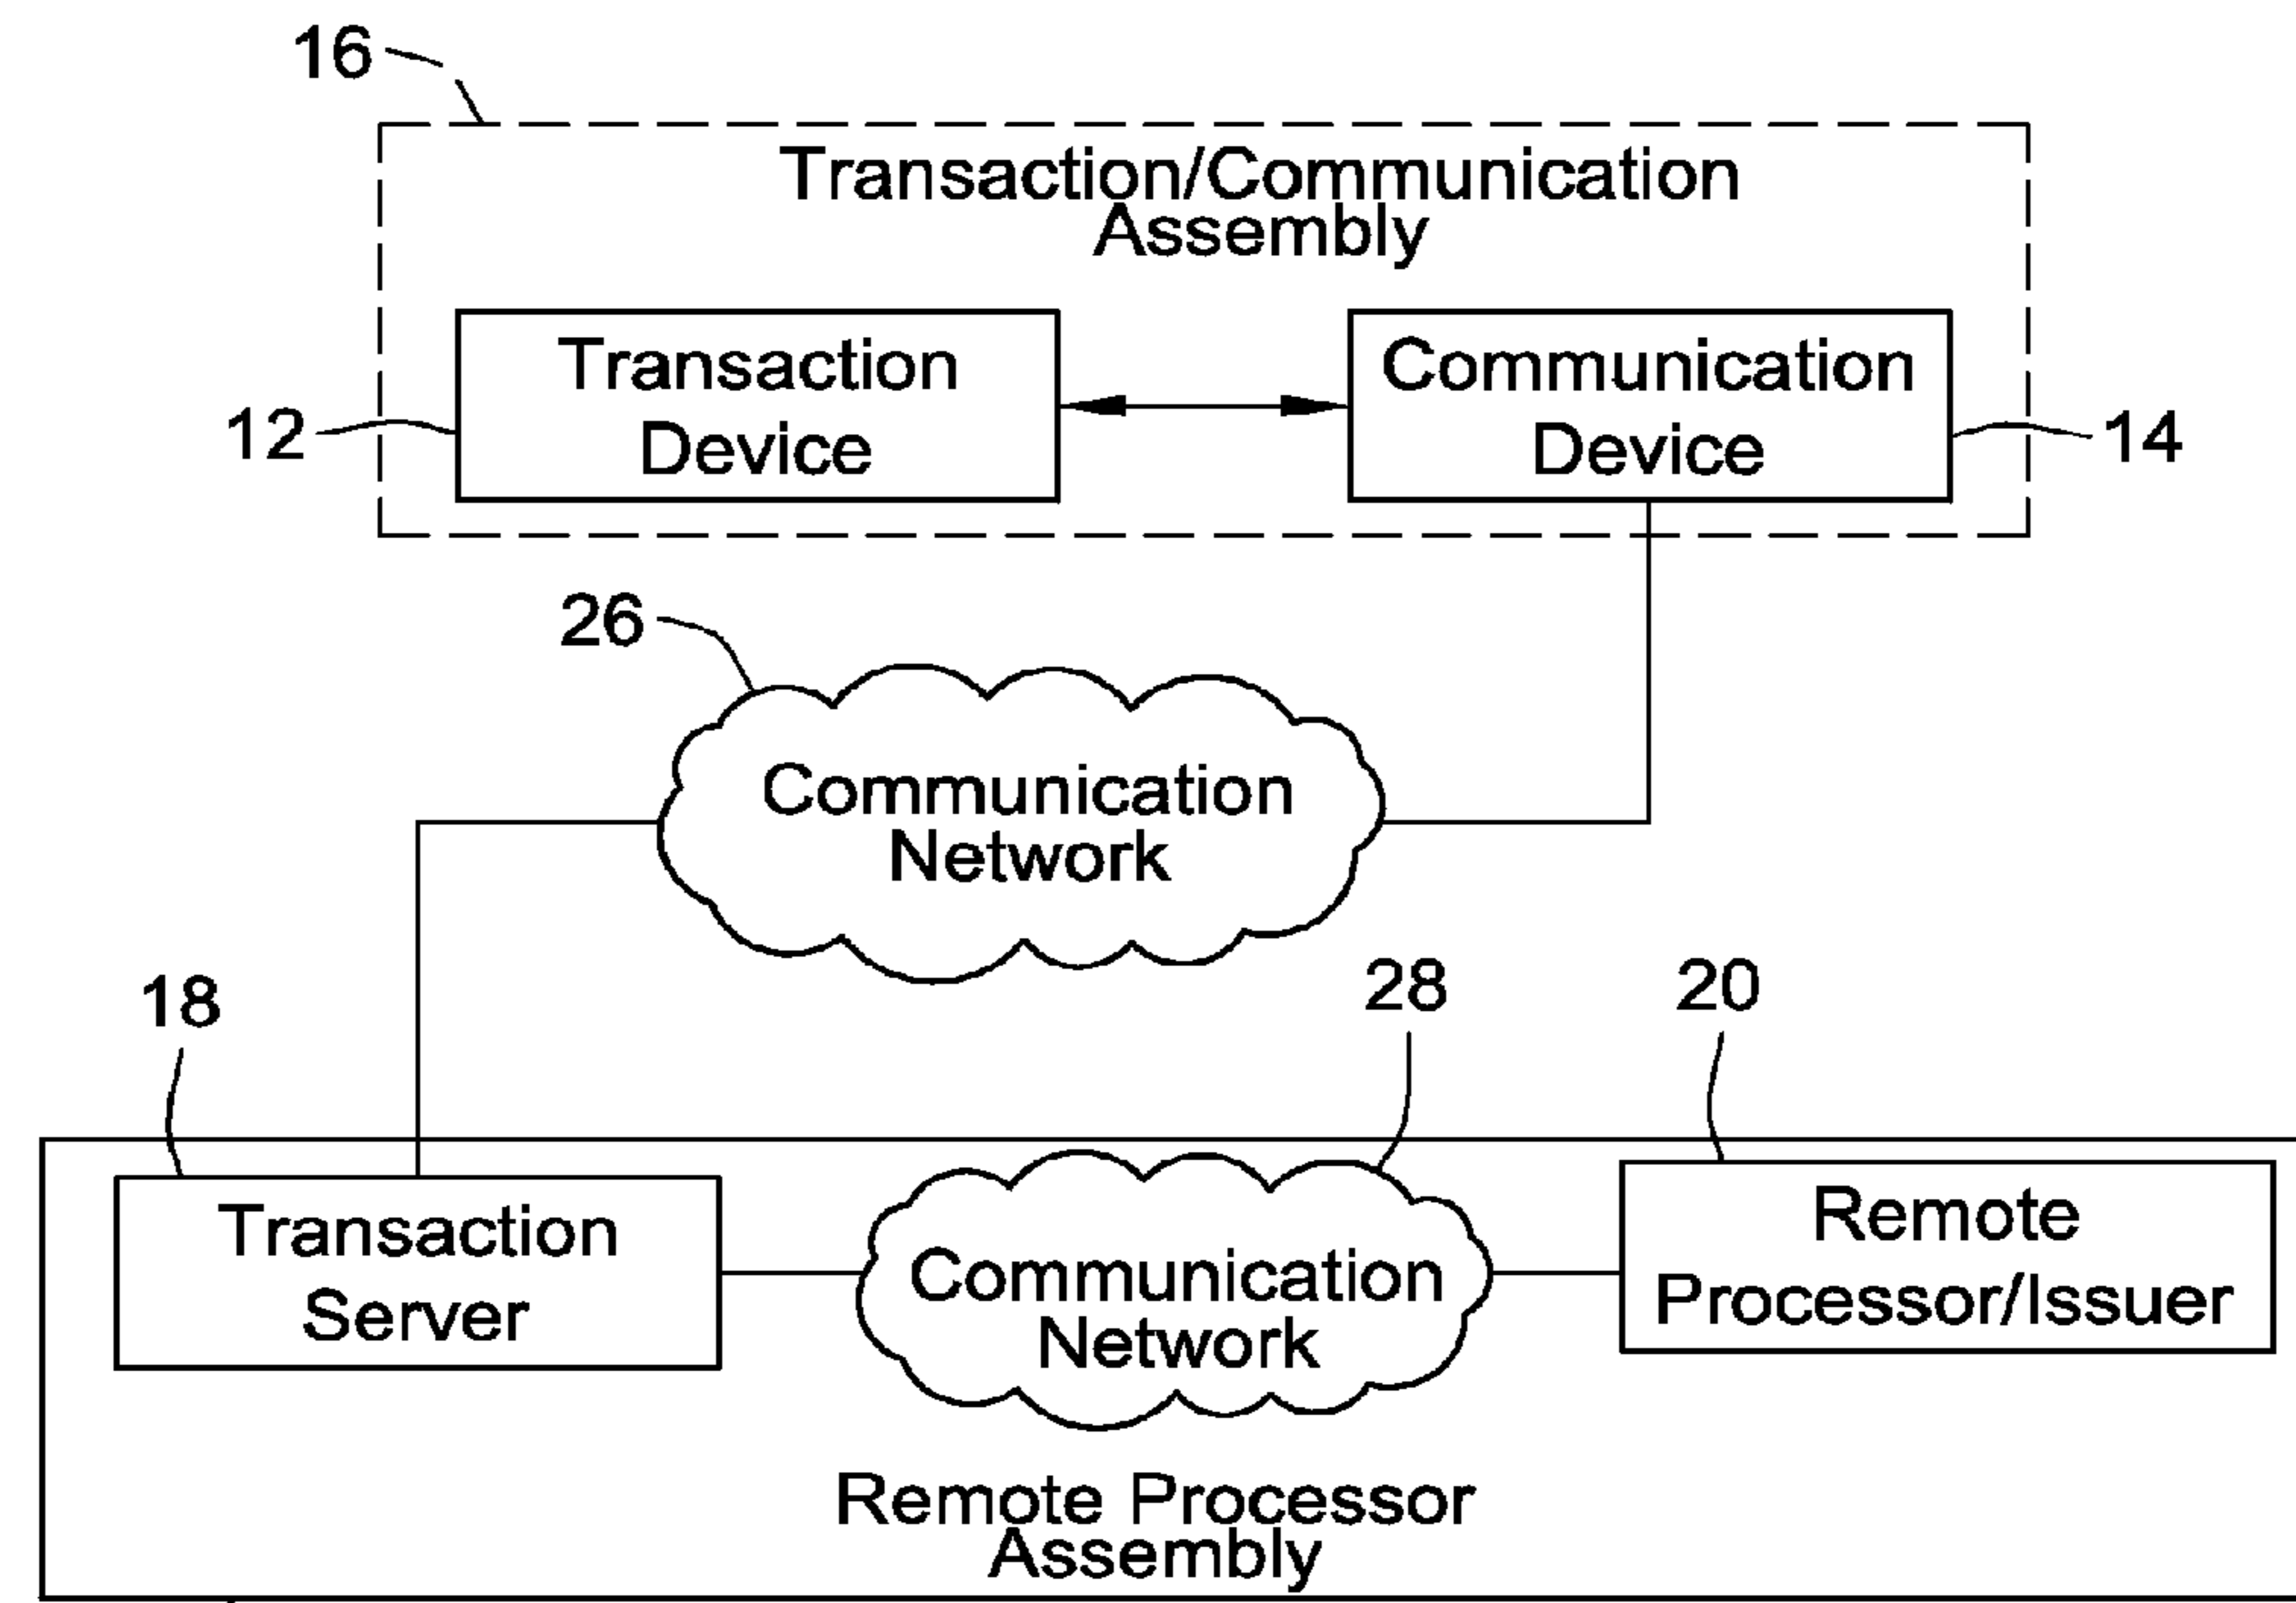 16
Transaction/Communication
Assembly
Transaction
Device
Communication
Device
12
14
26
Communication
Network
18
28
20
Transaction
Server
Communication
Network
Remote
Processor/Issuer
Remote Processor
Assembly